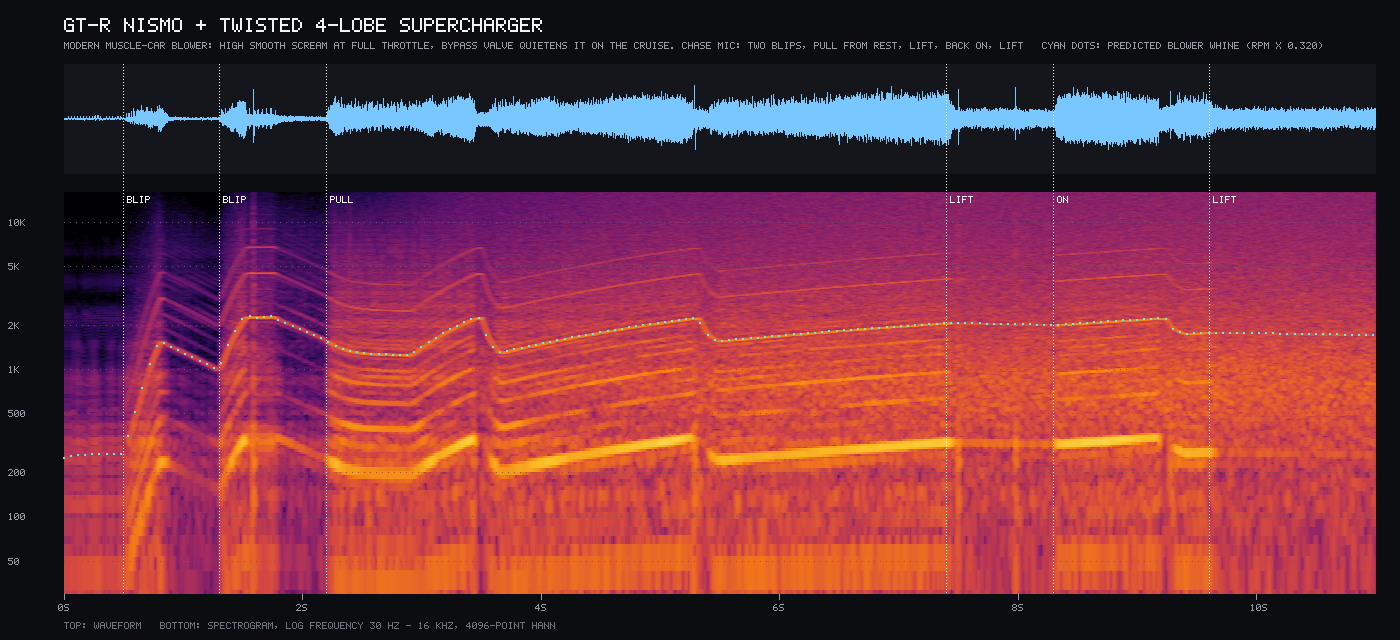 GT-R NISMO + TWISTED 4-LOBE SUPERCHARGER
MODERN MUSCLE-CAR BLOWER: HIGH SMOOTH SCREAM AT FULL THROTTLE, BYPASS VALVE QUIETENS IT ON THE CRUISE. CHASE MIC: TWO BLIPS, PULL FROM REST, LIFT, BACK ON, LIFT   CYAN DOTS: PREDICTED BLOWER WHINE (RPM X 0.320)
BLIP BLIP PULL LIFT ON LIFT
10K
5K
2K
1K
500
200
100
50
0S 2S 4S 6S 8S 10S
TOP: WAVEFORM   BOTTOM: SPECTROGRAM, LOG FREQUENCY 30 HZ - 16 KHZ, 4096-POINT HANN